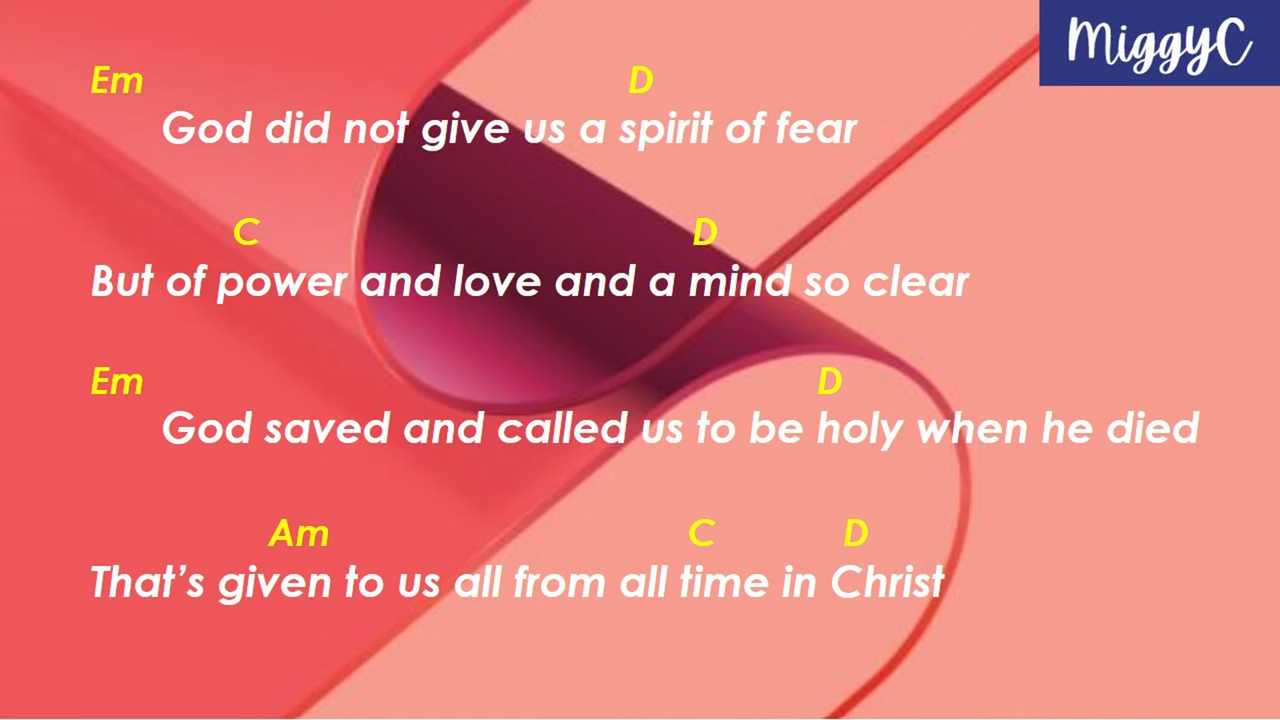 MiggyC
Em D
God did not give us a spirit of fear
C D
But of power and love and a mind so clear
Em D
God saved and called us to be holy when he died
Am C D
That's given to us all from all time in Christ